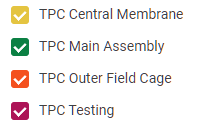 TPC Central Membrane
TPC Main Assembly
TPC Outer Field Cage
TPC Testing